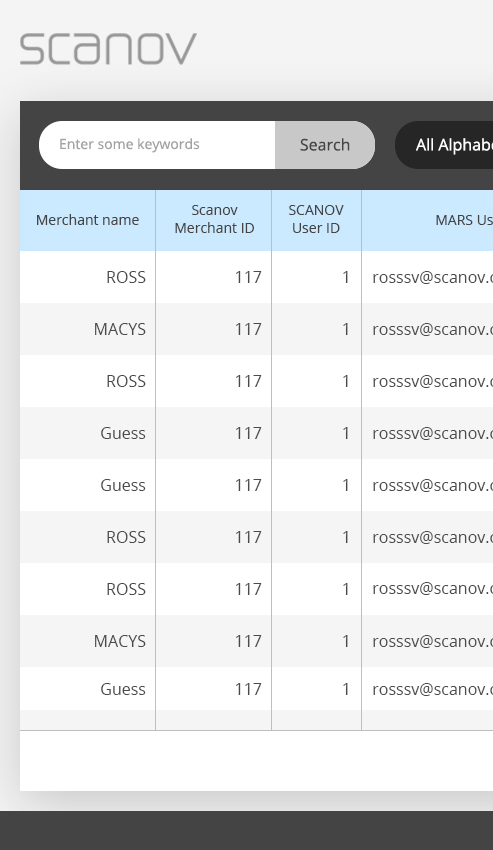 scanov
Enter some keywords Search All Alphab
Merchant name Scanov Merchant ID SCANOV User ID MARS Us
ROSS 117 1 rosssv@scanov.
MACYS 117 1 rosssv@scanov.
ROSS 117 1 rosssv@scanov.
Guess 117 1 rosssv@scanov.
Guess 117 1 rosssv@scanov.
ROSS 117 1 rosssv@scanov.
ROSS 117 1 rosssv@scanov.
MACYS 117 1 rosssv@scanov.
Guess 117 1 rosssv@scanov.